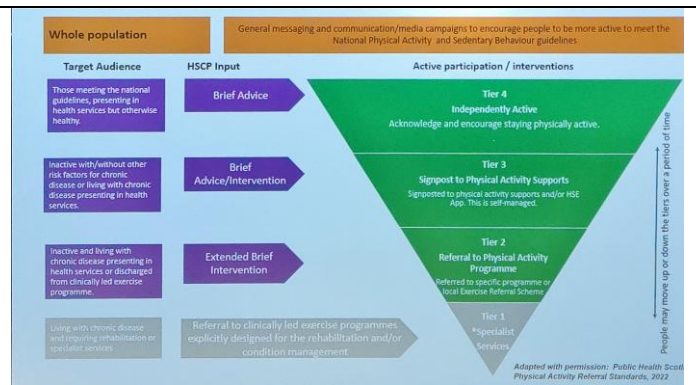 Whole population
General messaging and communication/media campaigns to encourage people to be more active to meet the
National Physical Activity and Sedentary Behaviour guidelines
Target Audience
HSCP Input
Active participation / interventions
Those meeting the national
guidelines, presenting in
health services but otherwise
healthy.
Brief Advice
Tier 4
Independently Active
Acknowledge and encourage staying physically active.
Inactive with/without other
risk factors for chronic
disease or living with chronic
disease presenting in health
services.
Brief
Advice/Intervention
Tier 3
Signpost to Physical Activity Supports
Signposted to physical activity supports and/or HSE
App. This is self-managed.
Inactive and living with
chronic disease presenting in
health services or discharged
from clinically led exercise
programme.
Extended Brief
Intervention
Tier 2
Referral to Physical Activity
Programme
Referred to specific programme or
local Exercise Referral Scheme
Living with chronic disease
and requiring rehabilitation or
specialist services
Referral to clinically led exercise programmes
explicitly designed for the rehabilitation and/or
condition management
Tier 1
*Specialist
Services
People may move up or down the tiers over a period of time
Adapted with permission: Public Health Scotl
Physical Activity Referral Standards, 2022